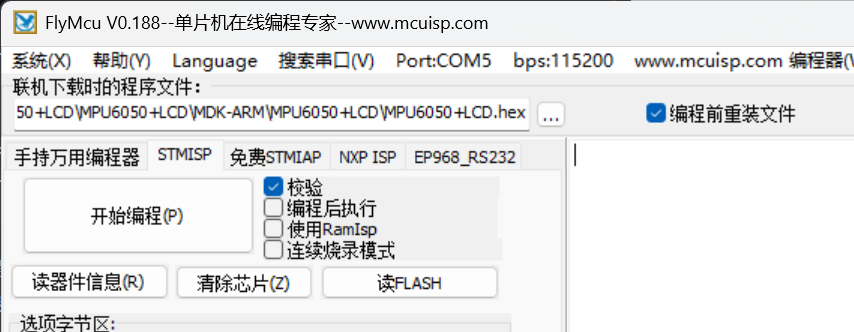 FlyMcu V0.188--单片机在线编程专家--www.mcuisp.com
系统(X) 帮助(Y) Language 搜索串口(V) Port:COM5 bps:115200 www.mcuisp.com 编程器(
联机下载时的程序文件:
50+LCD\MPU6050+LCD\MDK-ARM\MPU6050+LCD\MPU6050+LCD.hex ... 编程前重装文件
手持万用编程器 STMISP 免费STMIAP NXP ISP EP968_RS232
开始编程(P)
校验
编程后执行
使用RamIsp
连续烧录模式
读器件信息(R) 清除芯片(Z) 读FLASH
选项字节区: